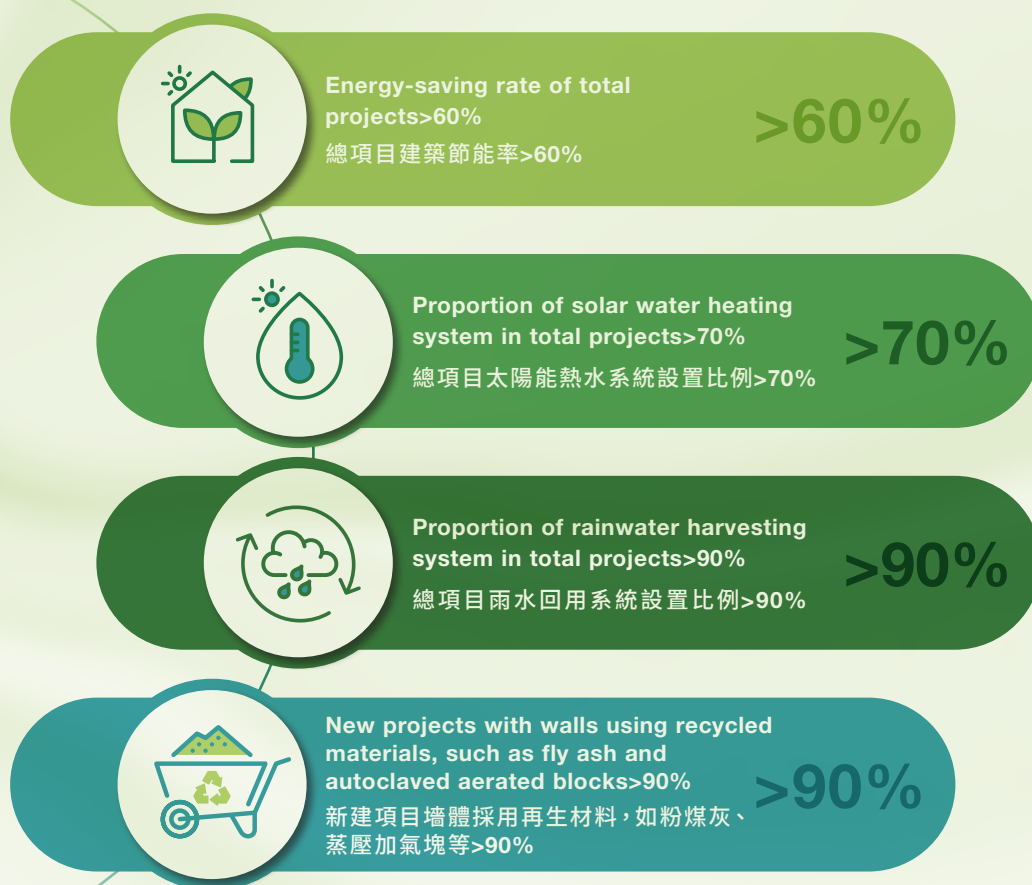 Energy-saving rate of total
projects>60%
總項目建築節能率>60%
>60%
Proportion of solar water heating
system in total projects>70%
總項目太陽能熱水系統設置比例>70%
>70%
Proportion of rainwater harvesting
system in total projects>90%
總項目雨水回用系統設置比例>90%
>90%
New projects with walls using recycled
materials, such as fly ash and
autoclaved aerated blocks>90%
新建項目墻體採用再生材料，如粉煤灰、
蒸壓加氣塊等>90%
>90%